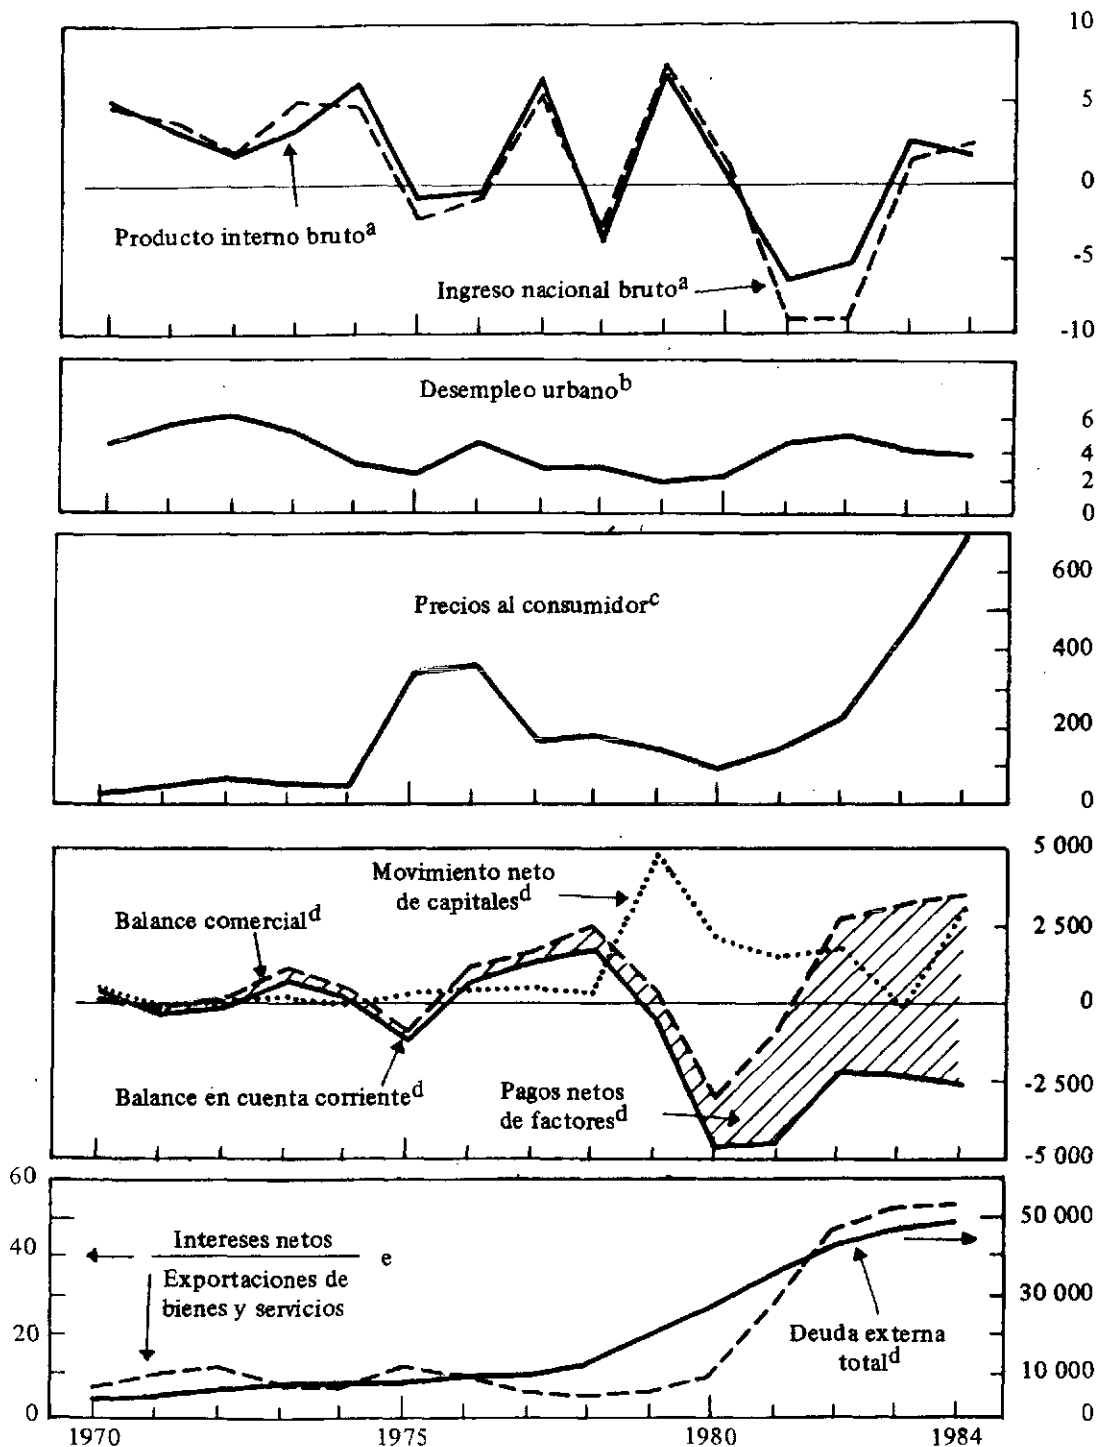 10
5
0
-5
-10
Producto interno bruto^a
Ingreso nacional bruto^a
Desempleo urbano^b
6
4
2
0
Precios al consumidor^c
600
400
200
0
Movimiento neto
de capitales^d
Balance comercial^d
Balance en cuenta corriente^d
Pagos netos
de factores^d
5 000
2 500
0
-2 500
-5 000
60
40
20
0
Intereses netos
Exportaciones de
bienes y servicios
e
Deuda externa
total^d
50 000
30 000
10 000
0
1970
1975
1980
1984